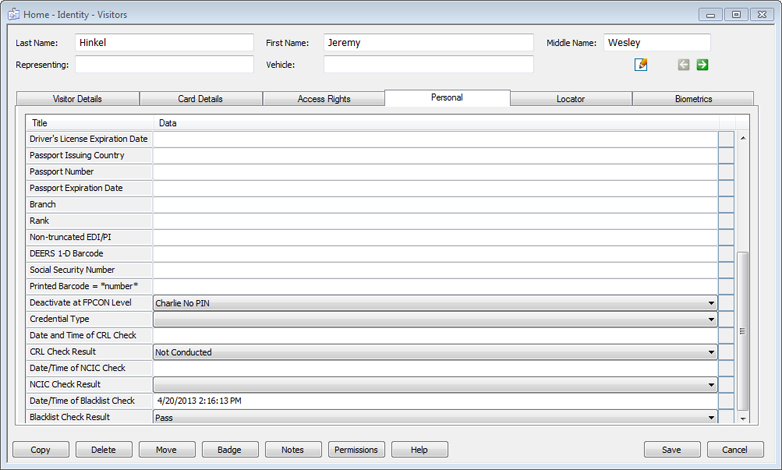 Home - Identity - Visitors
Last Name: Hinkel First Name: Jeremy Middle Name: Wesley
Representing: Vehicle:
Visitor Details Card Details Access Rights Personal Locator Biometrics
Title Data
Driver's License Expiration Date
Passport Issuing Country
Passport Number
Passport Expiration Date
Branch
Rank
Non-truncated EDI/PI
DEERS 1-D Barcode
Social Security Number
Printed Barcode = *number*
Deactivate at FPCON Level Charlie No PIN
Credential Type
Date and Time of CRL Check
CRL Check Result Not Conducted
Date/Time of NCIC Check
NCIC Check Result
Date/Time of Blacklist Check 4/20/2013 2:16:13 PM
Blacklist Check Result Pass
Copy Delete Move Badge Notes Permissions Help Save Cancel